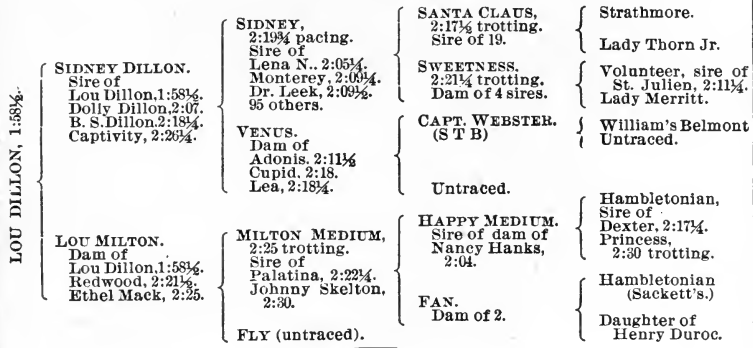 LOU DILLON, 1:58½.
SIDNEY DILLON.
Sire of
Lou Dillon,1:58½.
Dolly Dillon,2:07.
B. S. Dillon,2:18¼.
Captivity, 2:26¼.
LOU MILTON.
Dam of
Lou Dillon,1:58½.
Redwood, 2:21½.
Ethel Mack, 2:25.
SIDNEY,
2:19¾ pacing.
Sire of
Lena N.. 2:05¼.
Monterey, 2:09¼.
Dr. Leek, 2:09½.
95 others.
VENUS.
Dam of
Adonis. 2:11½
Cupid, 2:18.
Lea, 2:18¼.
MILTON MEDIUM,
2:25 trotting.
Sire of
Palatina, 2:22¼.
Johnny Skelton,
2:30.
FLY (untraced).
SANTA CLAUS,
2:17½ trotting.
Sire of 19.
SWEETNESS.
2:21¼ trotting.
Dam of 4 sires.
CAPT. WEBSTER.
(S T B)
Untraced.
HAPPY MEDIUM.
Sire of dam of
Nancy Hanks,
2:04.
FAN.
Dam of 2.
Strathmore.
Lady Thorn Jr.
Volunteer, sire of
St. Julien, 2:11¼.
Lady Merritt.
William's Belmont
Untraced.
Hambletonian,
Sire of
Dexter, 2:17¼.
Princess,
2:30 trotting.
Hambletonian
(Sackett's.)
Daughter of
Henry Duroc.